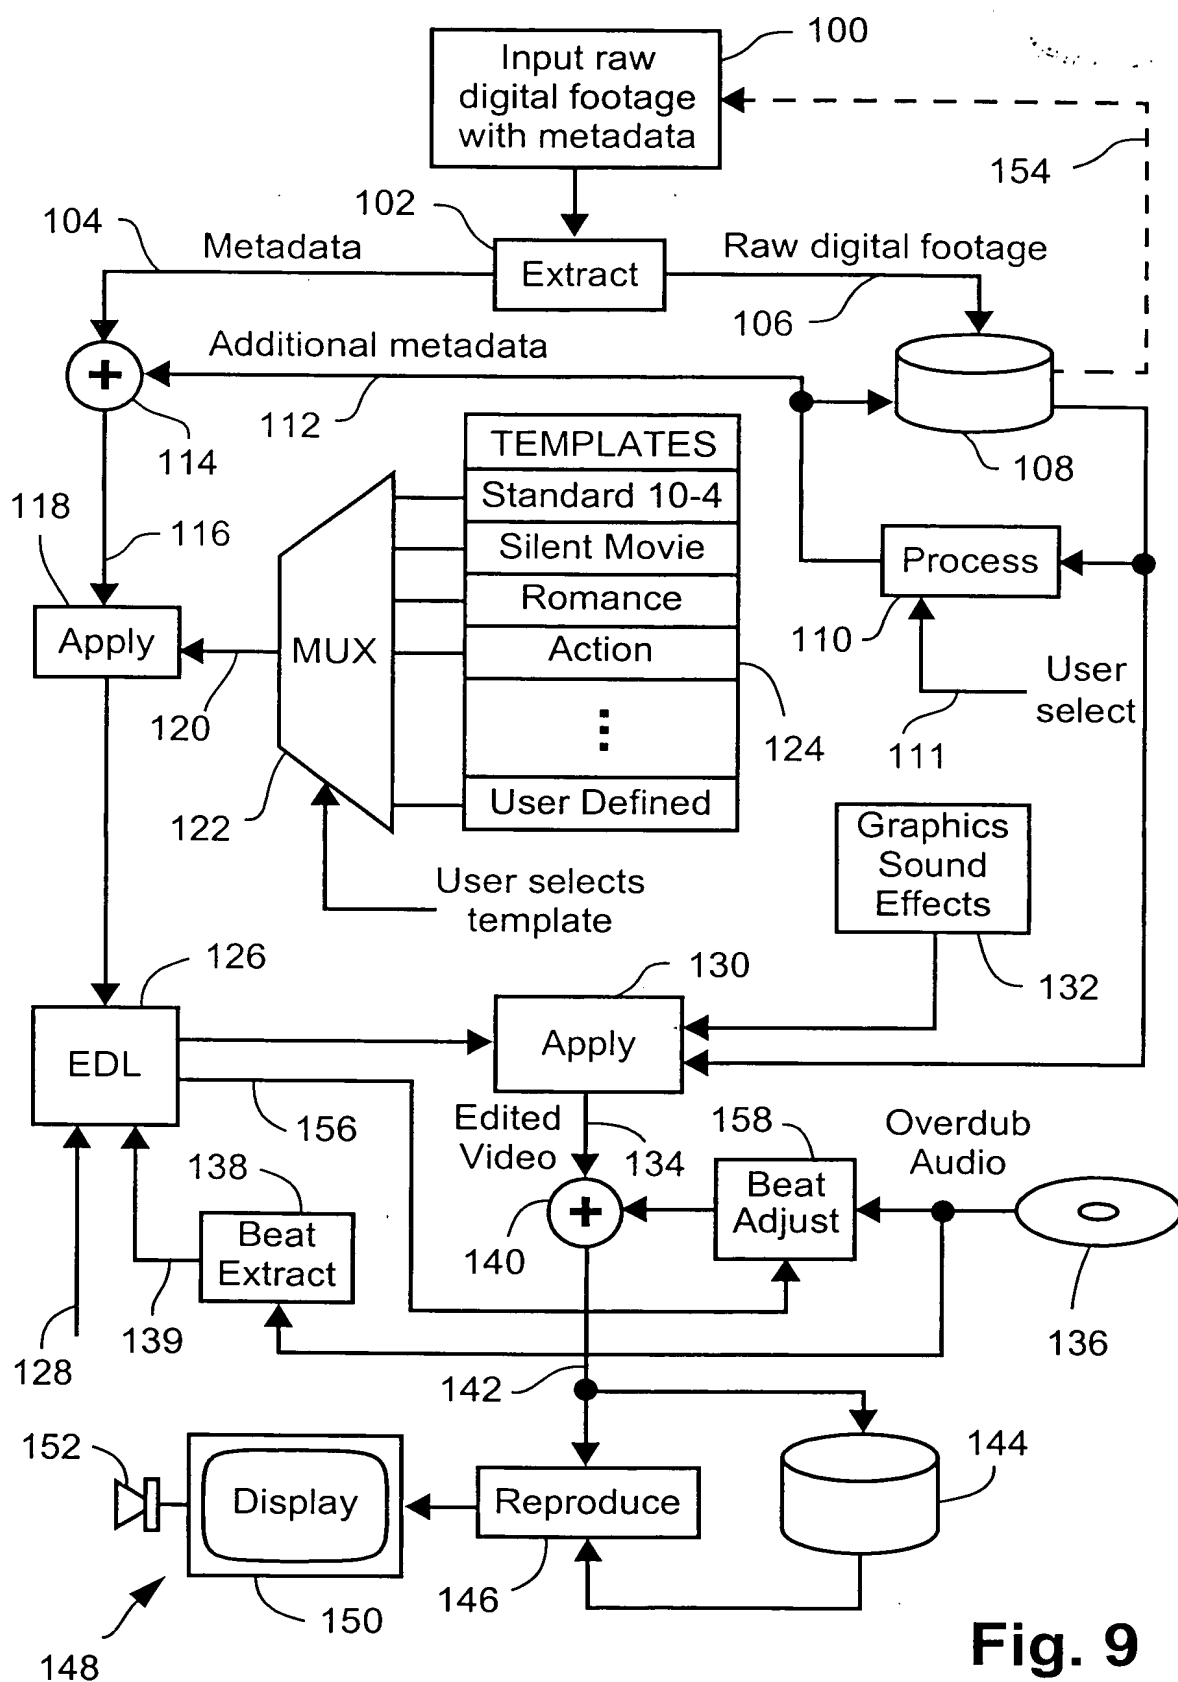 100
Input raw
digital footage
with metadata
154
102
104
Metadata
Raw digital footage
Extract
106
Additional metadata
+
112
114
108
TEMPLATES
Standard 10-4
Silent Movie
Romance
Action
⋮
User Defined
118
116
Process
Apply
MUX
110
120
User
select
111
124
122
Graphics
Sound
Effects
User selects
template
126
130
132
EDL
Apply
156
Edited
Video
134
158
Overdub
Audio
138
Beat
Adjust
+
140
Beat
Extract
139
128
136
142
152
144
Display
Reproduce
146
150
148
Fig. 9